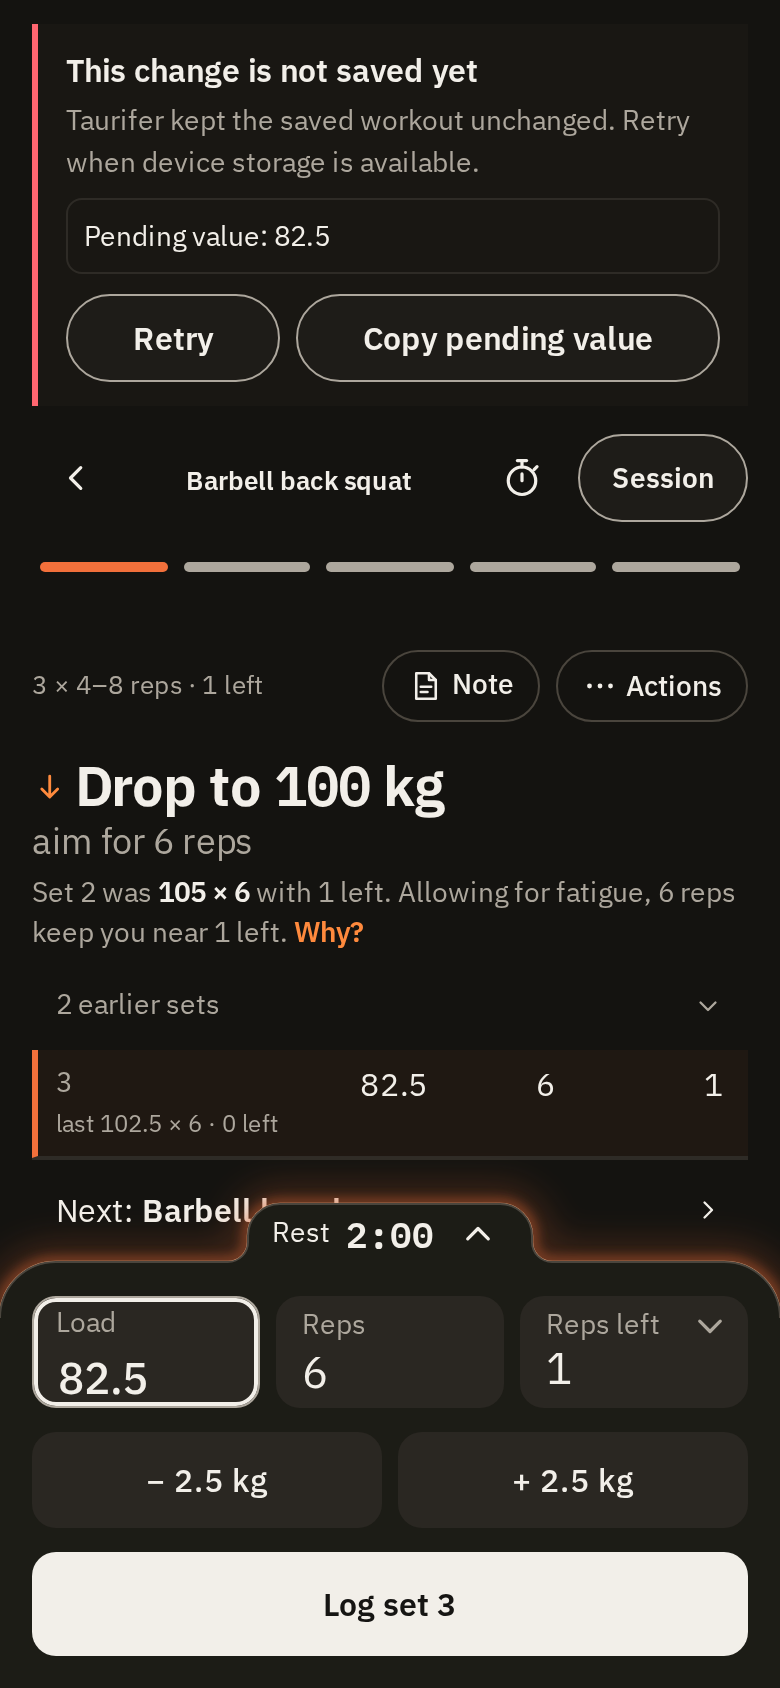 This change is not saved yet
Taurifer kept the saved workout unchanged. Retry
when device storage is available.
Pending value: 82.5
Retry
Copy pending value
Barbell back squat
Session
3 × 4–8 reps · 1 left
Note
··· Actions
↓ Drop to 100 kg
aim for 6 reps
Set 2 was 105 × 6 with 1 left. Allowing for fatigue, 6 reps
keep you near 1 left. Why?
2 earlier sets
3 82.5 6 1
last 102.5 × 6 · 0 left
Next: Barbell
Rest 2:00
Load
82.5
Reps
6
Reps left
1
− 2.5 kg
+ 2.5 kg
Log set 3